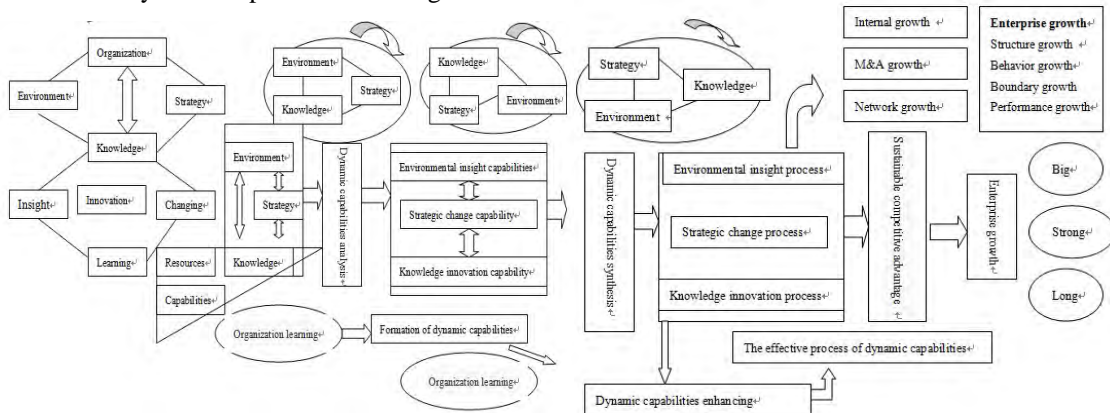 Organization
Environment
Strategy
Knowledge
Insight
Innovation
Changing
Learning
Resources
Capabilities
Environment
Strategy
Knowledge
Environment
Strategy
Knowledge
Dynamic capabilities analysis
Knowledge
Strategy
Environment
Environmental insight capabilities
Strategic change capability
Knowledge innovation capability
Organization learning
Formation of dynamic capabilities
Organization learning
Strategy
Knowledge
Environment
Dynamic capabilities synthesis
Environmental insight process
Strategic change process
Knowledge innovation process
Dynamic capabilities enhancing
The effective process of dynamic capabilities
Sustainable competitive advantage
Internal growth
M&A growth
Network growth
Enterprise growth
Structure growth
Behavior growth
Boundary growth
Performance growth
Enterprise growth
Big
Strong
Long